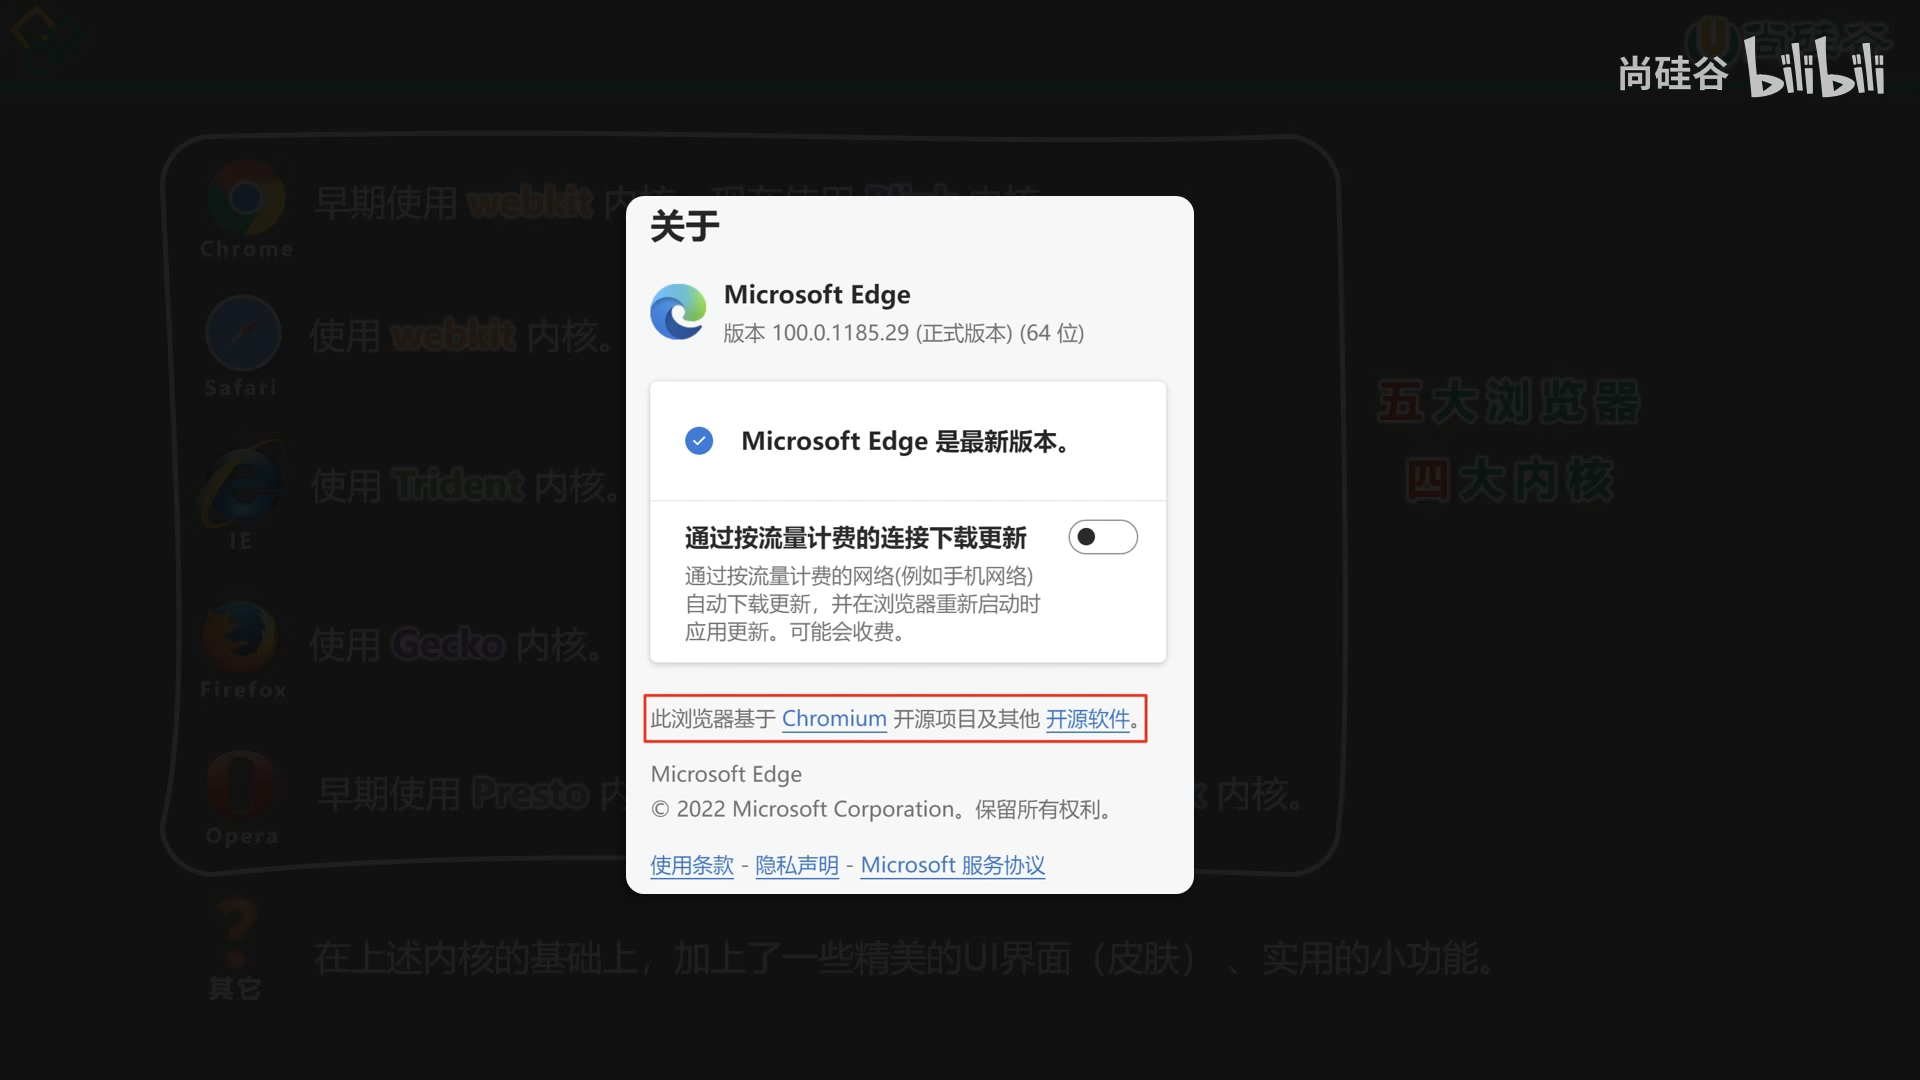 尚硅谷
尚硅谷 bilibili
Chrome
早期使用 webkit 内核，现在使用 Blink 内核
Safari
使用 webkit 内核。
IE
使用 Trident 内核。
Firefox
使用 Gecko 内核。
Opera
早期使用 Presto 内
内核。
其它
在上述内核的基础上，加上了一些精美的UI界面（皮肤）、实用的小功能。
五大浏览器
四大内核
关于
Microsoft Edge
版本 100.0.1185.29 (正式版本) (64 位)
Microsoft Edge 是最新版本。
通过按流量计费的连接下载更新
通过按流量计费的网络(例如手机网络)
自动下载更新，并在浏览器重新启动时
应用更新。可能会收费。
此浏览器基于 Chromium 开源项目及其他 开源软件。
Microsoft Edge
© 2022 Microsoft Corporation。保留所有权利。
使用条款 - 隐私声明 - Microsoft 服务协议